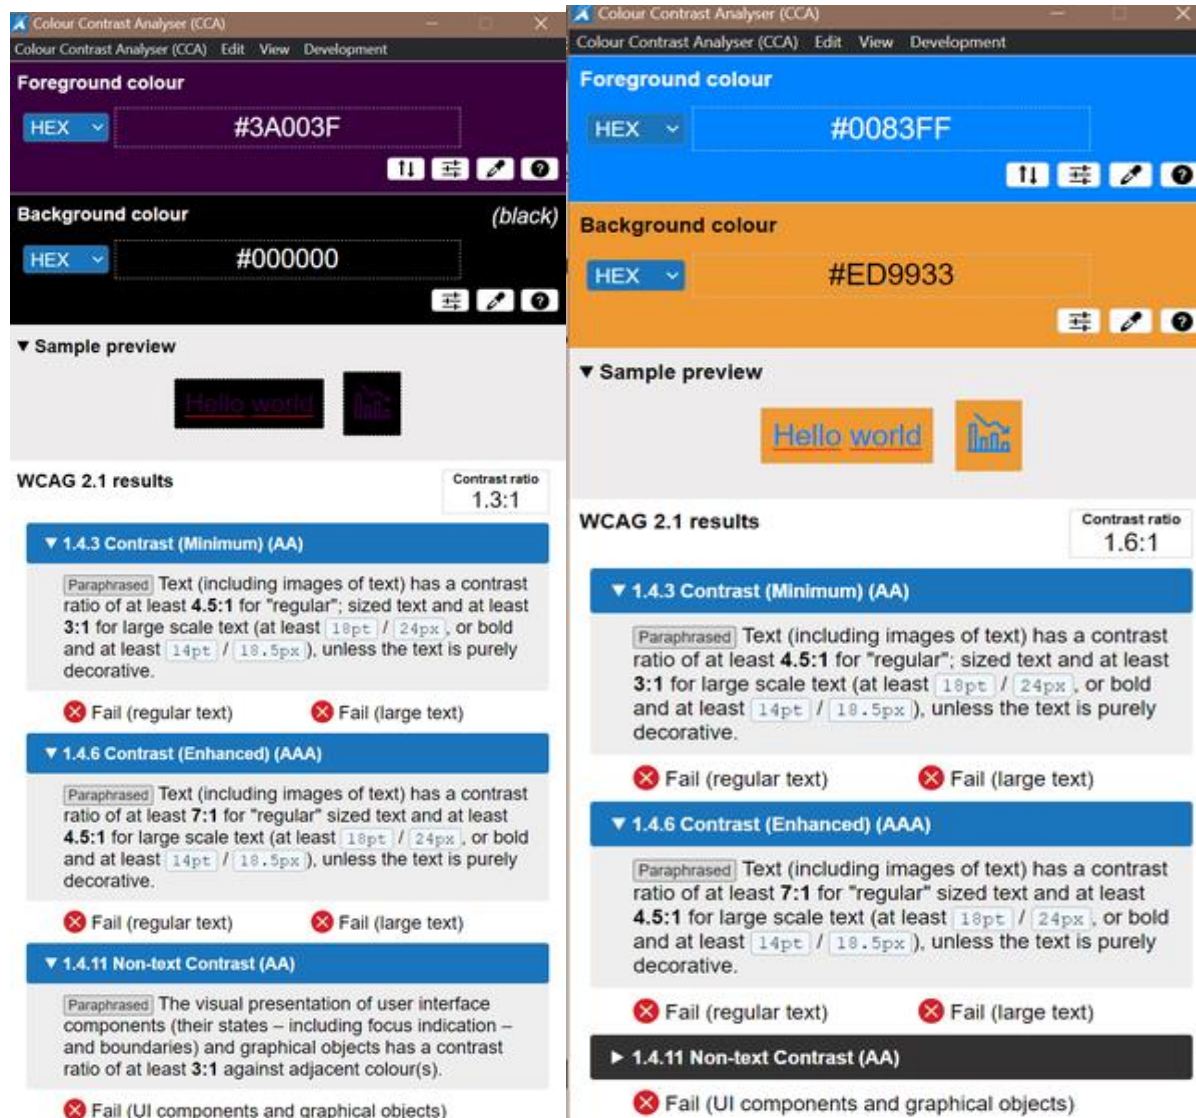 Colour Contrast Analyser (CCA)
Colour Contrast Analyser (CCA) Edit View Development
Foreground colour
HEX #3A003F
Background colour (black)
HEX #000000
▼ Sample preview
Hello world
WCAG 2.1 results
Contrast ratio
1.3:1
▼ 1.4.3 Contrast (Minimum) (AA)
Paraphrased Text (including images of text) has a contrast
ratio of at least 4.5:1 for "regular"; sized text and at least
3:1 for large scale text (at least 18pt / 24px, or bold
and at least 14pt / 18.5px), unless the text is purely
decorative.
Fail (regular text) Fail (large text)
▼ 1.4.6 Contrast (Enhanced) (AAA)
Paraphrased Text (including images of text) has a contrast
ratio of at least 7:1 for "regular" sized text and at least
4.5:1 for large scale text (at least 18pt / 24px, or bold
and at least 14pt / 18.5px), unless the text is purely
decorative.
Fail (regular text) Fail (large text)
▼ 1.4.11 Non-text Contrast (AA)
Paraphrased The visual presentation of user interface
components (their states – including focus indication –
and boundaries) and graphical objects has a contrast
ratio of at least 3:1 against adjacent colour(s).
Fail (UI components and graphical objects)
Colour Contrast Analyser (CCA)
Colour Contrast Analyser (CCA) Edit View Development
Foreground colour
HEX #0083FF
Background colour
HEX #ED9933
▼ Sample preview
Hello world
WCAG 2.1 results
Contrast ratio
1.6:1
▼ 1.4.3 Contrast (Minimum) (AA)
Paraphrased Text (including images of text) has a contrast
ratio of at least 4.5:1 for "regular"; sized text and at least
3:1 for large scale text (at least 18pt / 24px, or bold
and at least 14pt / 18.5px), unless the text is purely
decorative.
Fail (regular text) Fail (large text)
▼ 1.4.6 Contrast (Enhanced) (AAA)
Paraphrased Text (including images of text) has a contrast
ratio of at least 7:1 for "regular" sized text and at least
4.5:1 for large scale text (at least 18pt / 24px, or bold
and at least 14pt / 18.5px), unless the text is purely
decorative.
Fail (regular text) Fail (large text)
► 1.4.11 Non-text Contrast (AA)
Fail (UI components and graphical objects)